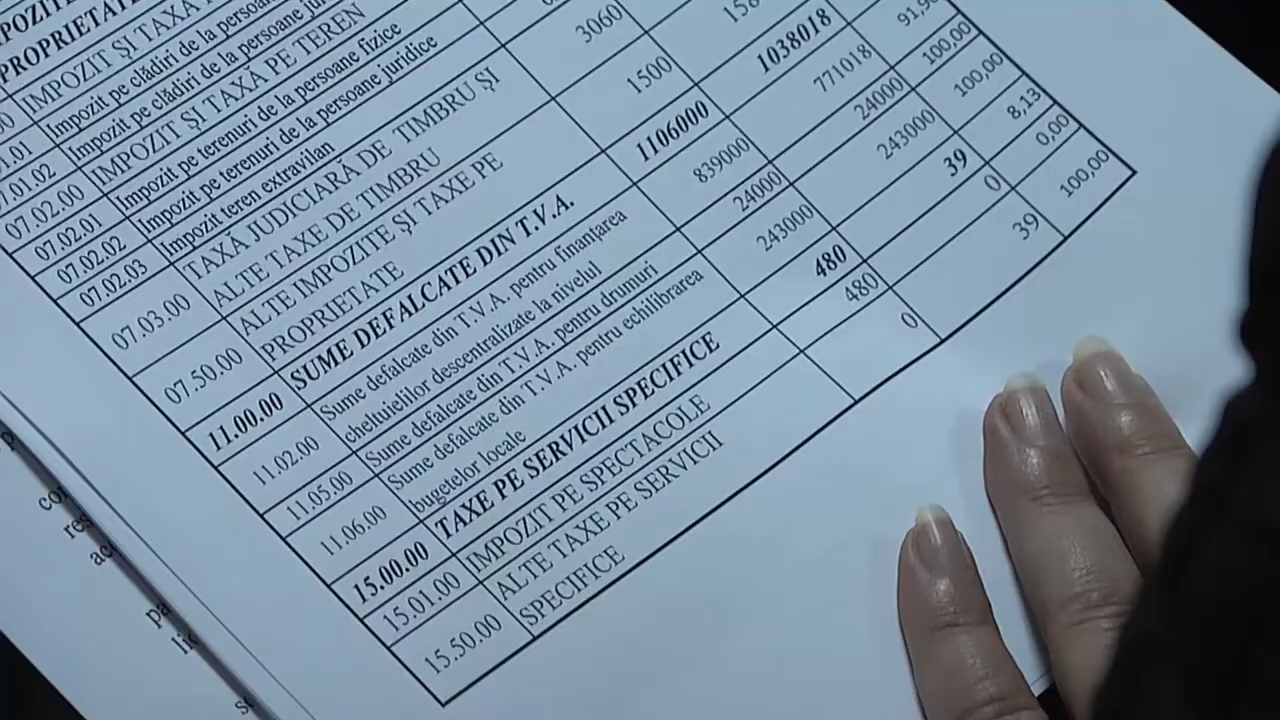 PROPRIETATE
IMPOZIT ȘI TAXĂ
Impozit pe clădiri de la persoane
07.01.02 Impozit pe clădiri de la persoane
07.02.00 IMPOZIT ȘI TAXĂ PE TEREN
07.02.01 Impozit pe terenuri de la persoane fizice
07.02.02 Impozit pe terenuri de la persoane juridice
07.02.03 Impozit teren extravilan
07.03.00 TAXĂ JUDICIARĂ DE TIMBRU ȘI 3060
ALTE TAXE DE TIMBRU
07.50.00 ALTE IMPOZITE ȘI TAXE PE 1500
PROPRIETATE
11.00.00 SUME DEFALCATE DIN T.V.A. 1106000 1038018
11.02.00 Sume defalcate din T.V.A. pentru finanțarea 839000 771018
cheltuielilor descentralizate la nivelul
11.05.00 Sume defalcate din T.V.A. pentru drumuri 24000 24000 100,00
11.06.00 Sume defalcate din T.V.A. pentru echilibrarea 243000 243000 100,00
bugetelor locale
15.00.00 TAXE PE SERVICII SPECIFICE 480 39 8,13
15.01.00 IMPOZIT PE SPECTACOLE 480 0 0,00
15.50.00 ALTE TAXE PE SERVICII 0 39 100,00
SPECIFICE